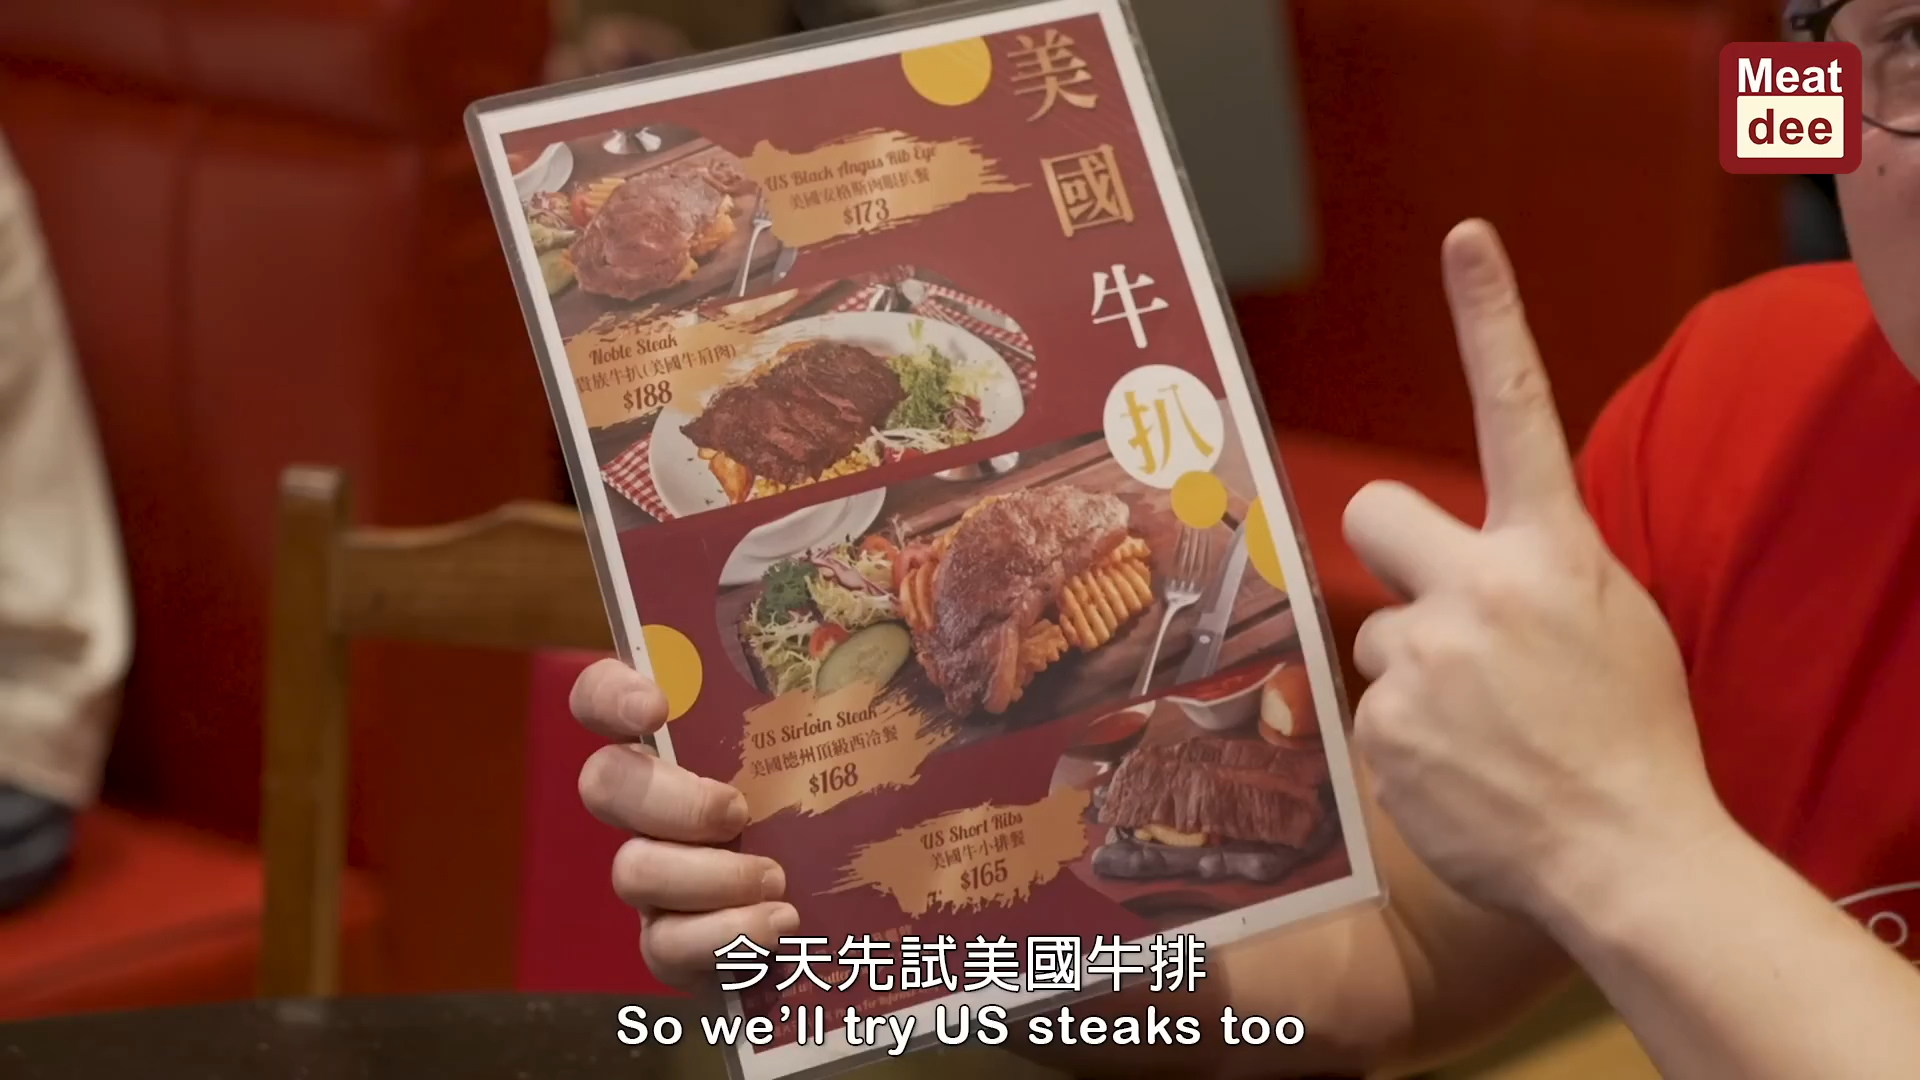 Meat
dee
美國牛扒
US Black Angus Rib Eye
美國安格斯肉眼扒餐
$173
Noble Steak
貴族牛扒(美國牛肩肉)
$188
US Sirloin Steak
美國德州頂級西冷餐
$168
US Short Ribs
美國牛小排餐
$165
今天先試美國牛排
So we'll try US steaks too